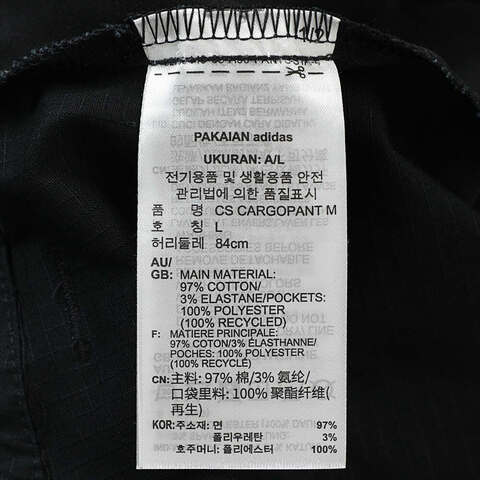 1/2
PAKAIAN adidas
UKURAN: A/L
전기용품 및 생활용품 안전
관리법에 의한 품질표시
품 명 CS CARGOPANT M
호 칭 L
허리둘레 84cm
AU/
GB: MAIN MATERIAL:
97% COTTON/
3% ELASTANE/POCKETS:
100% POLYESTER
(100% RECYCLED)
F: MATIERE PRINCIPALE:
97% COTON/3% ÉLASTHANNE/
POCHES: 100% POLYESTER
(100% RECYCLÉ)
CN: 主料: 97% 棉/3% 氨纶/
口袋里料: 100% 聚酯纤维(
再生)
KOR: 주소재: 면 97%
폴리우레탄 3%
호주머니: 폴리에스터 100%